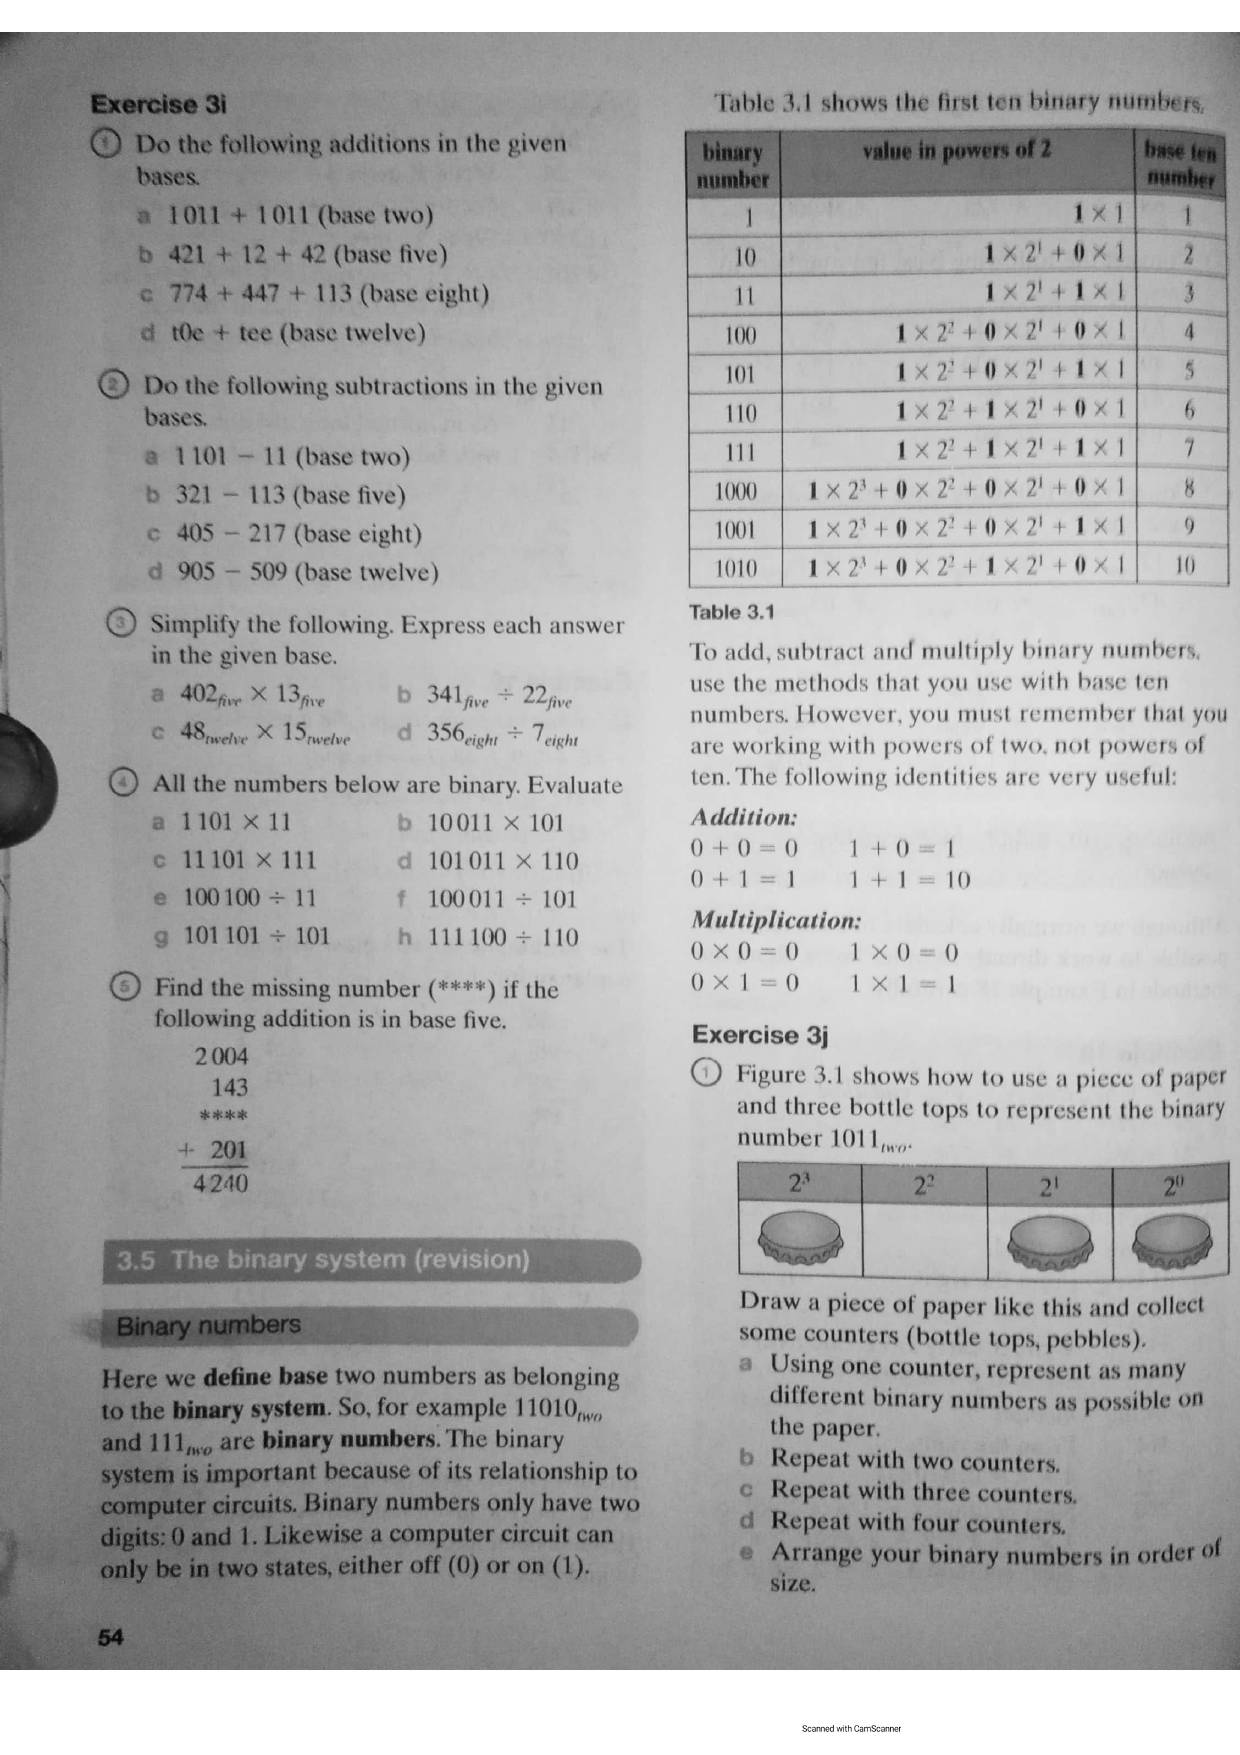 Exercise 3i
1 Do the following additions in the given
bases.
a 1011 + 1011 (base two)
b 421 + 12 + 42 (base five)
c 774 + 447 + 113 (base eight)
d t0e + tee (base twelve)
2 Do the following subtractions in the given
bases.
a 1101 − 11 (base two)
b 321 − 113 (base five)
c 405 − 217 (base eight)
d 905 − 509 (base twelve)
3 Simplify the following. Express each answer
in the given base.
a 402five × 13five b 341five ÷ 22five
c 48twelve × 15twelve d 356eight ÷ 7eight
4 All the numbers below are binary. Evaluate
a 1101 × 11 b 10011 × 101
c 11101 × 111 d 101011 × 110
e 100100 ÷ 11 f 100011 ÷ 101
g 101101 ÷ 101 h 111100 ÷ 110
5 Find the missing number (****) if the
following addition is in base five.
2004
143
****
+ 201
4240
3.5 The binary system (revision)
Binary numbers
Here we define base two numbers as belonging
to the binary system. So, for example 11010two
and 111two are binary numbers. The binary
system is important because of its relationship to
computer circuits. Binary numbers only have two
digits: 0 and 1. Likewise a computer circuit can
only be in two states, either off (0) or on (1).
54
Table 3.1 shows the first ten binary numbers.
binary number value in powers of 2 base ten number
1 1 × 1 1
10 1 × 2¹ + 0 × 1 2
11 1 × 2¹ + 1 × 1 3
100 1 × 2² + 0 × 2¹ + 0 × 1 4
101 1 × 2² + 0 × 2¹ + 1 × 1 5
110 1 × 2² + 1 × 2¹ + 0 × 1 6
111 1 × 2² + 1 × 2¹ + 1 × 1 7
1000 1 × 2³ + 0 × 2² + 0 × 2¹ + 0 × 1 8
1001 1 × 2³ + 0 × 2² + 0 × 2¹ + 1 × 1 9
1010 1 × 2³ + 0 × 2² + 1 × 2¹ + 0 × 1 10
Table 3.1
To add, subtract and multiply binary numbers,
use the methods that you use with base ten
numbers. However, you must remember that you
are working with powers of two, not powers of
ten. The following identities are very useful:
Addition:
0 + 0 = 0 1 + 0 = 1
0 + 1 = 1 1 + 1 = 10
Multiplication:
0 × 0 = 0 1 × 0 = 0
0 × 1 = 0 1 × 1 = 1
Exercise 3j
1 Figure 3.1 shows how to use a piece of paper
and three bottle tops to represent the binary
number 1011two.
2³ 2² 2¹ 2⁰
Draw a piece of paper like this and collect
some counters (bottle tops, pebbles).
a Using one counter, represent as many
different binary numbers as possible on
the paper.
b Repeat with two counters.
c Repeat with three counters.
d Repeat with four counters.
e Arrange your binary numbers in order of
size.
Scanned with CamScanner